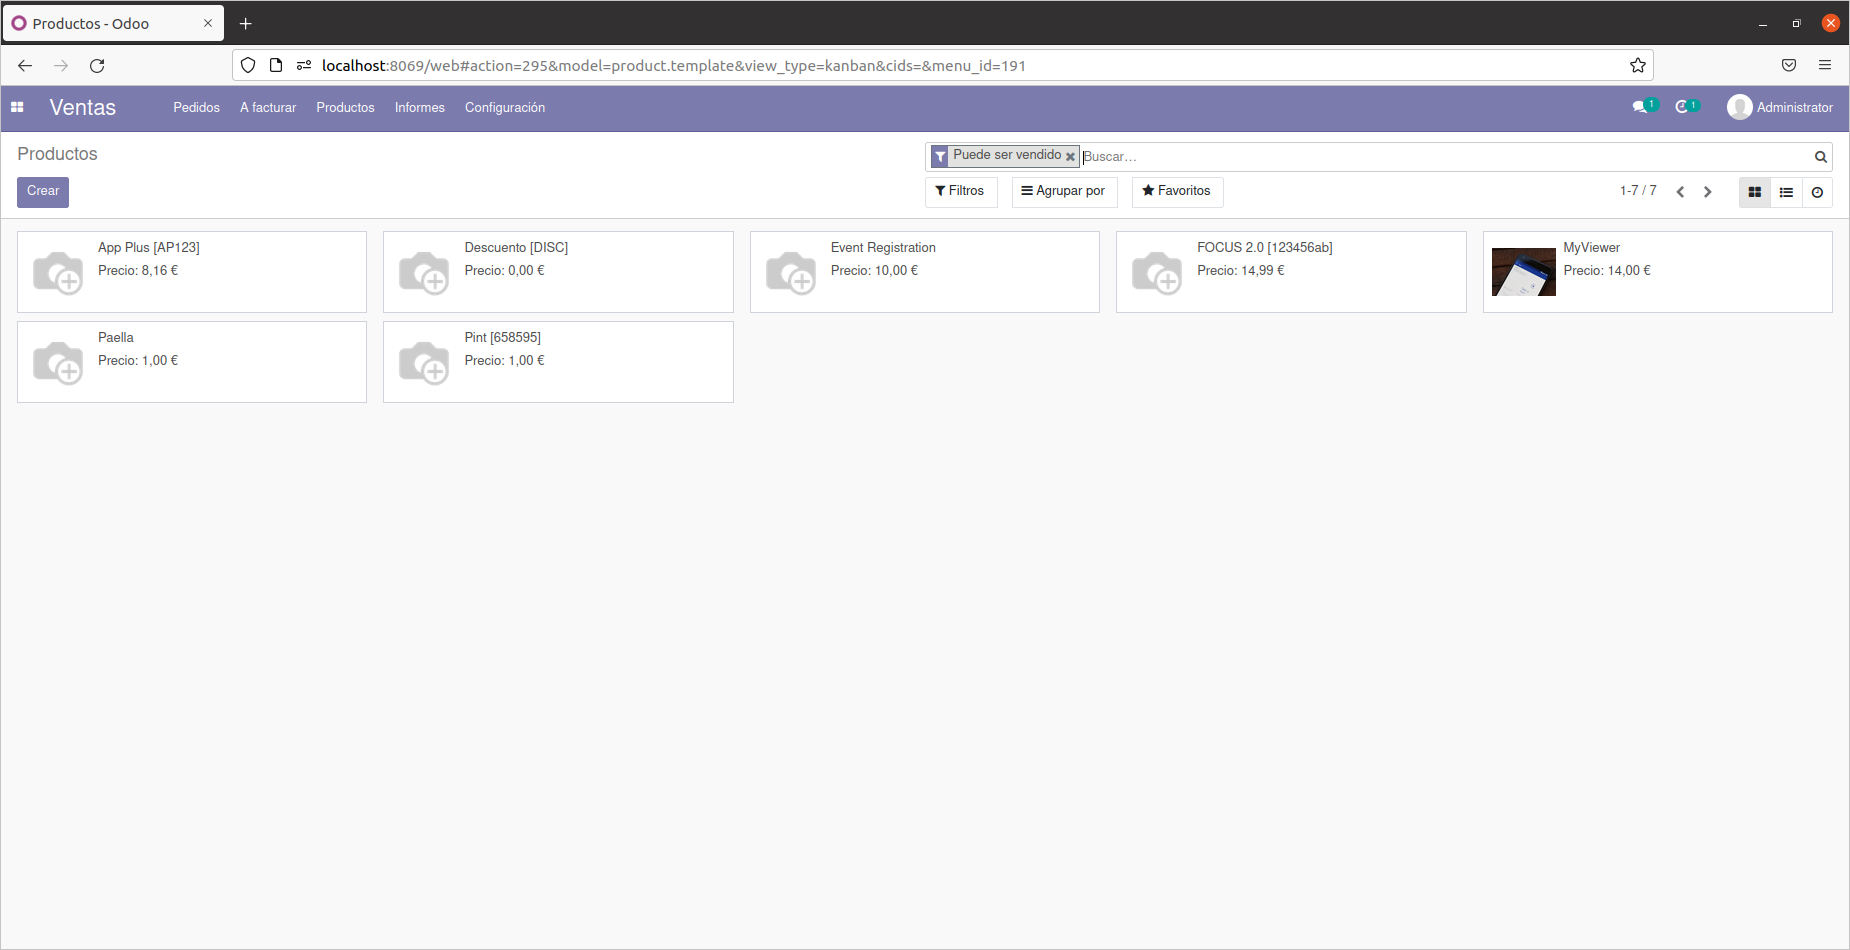 Productos - Odoo
localhost:8069/web#action=295&model=product.template&view_type=kanban&cids=&menu_id=191
Ventas Pedidos A facturar Productos Informes Configuración 1 1 Administrator
Productos
Puede ser vendido Buscar...
Crear Filtros Agrupar por Favoritos 1-7 / 7
App Plus [AP123]
Precio: 8,16 €
Descuento [DISC]
Precio: 0,00 €
Event Registration
Precio: 10,00 €
FOCUS 2.0 [123456ab]
Precio: 14,99 €
MyViewer
Precio: 14,00 €
Paella
Precio: 1,00 €
Pint [658595]
Precio: 1,00 €